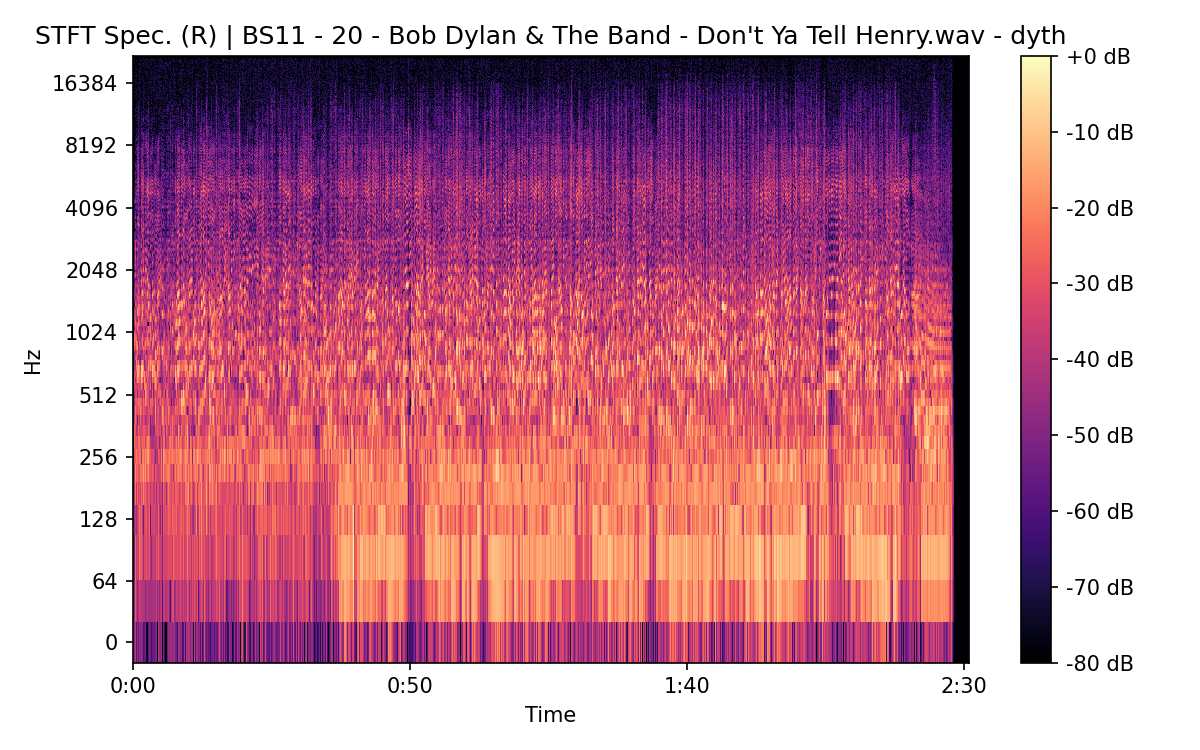 STFT Spec. (R) | BS11 - 20 - Bob Dylan & The Band - Don't Ya Tell Henry.wav - dyth
Hz
16384
8192
4096
2048
1024
512
256
128
64
0
0:00
0:50
1:40
2:30
Time
+0 dB
-10 dB
-20 dB
-30 dB
-40 dB
-50 dB
-60 dB
-70 dB
-80 dB